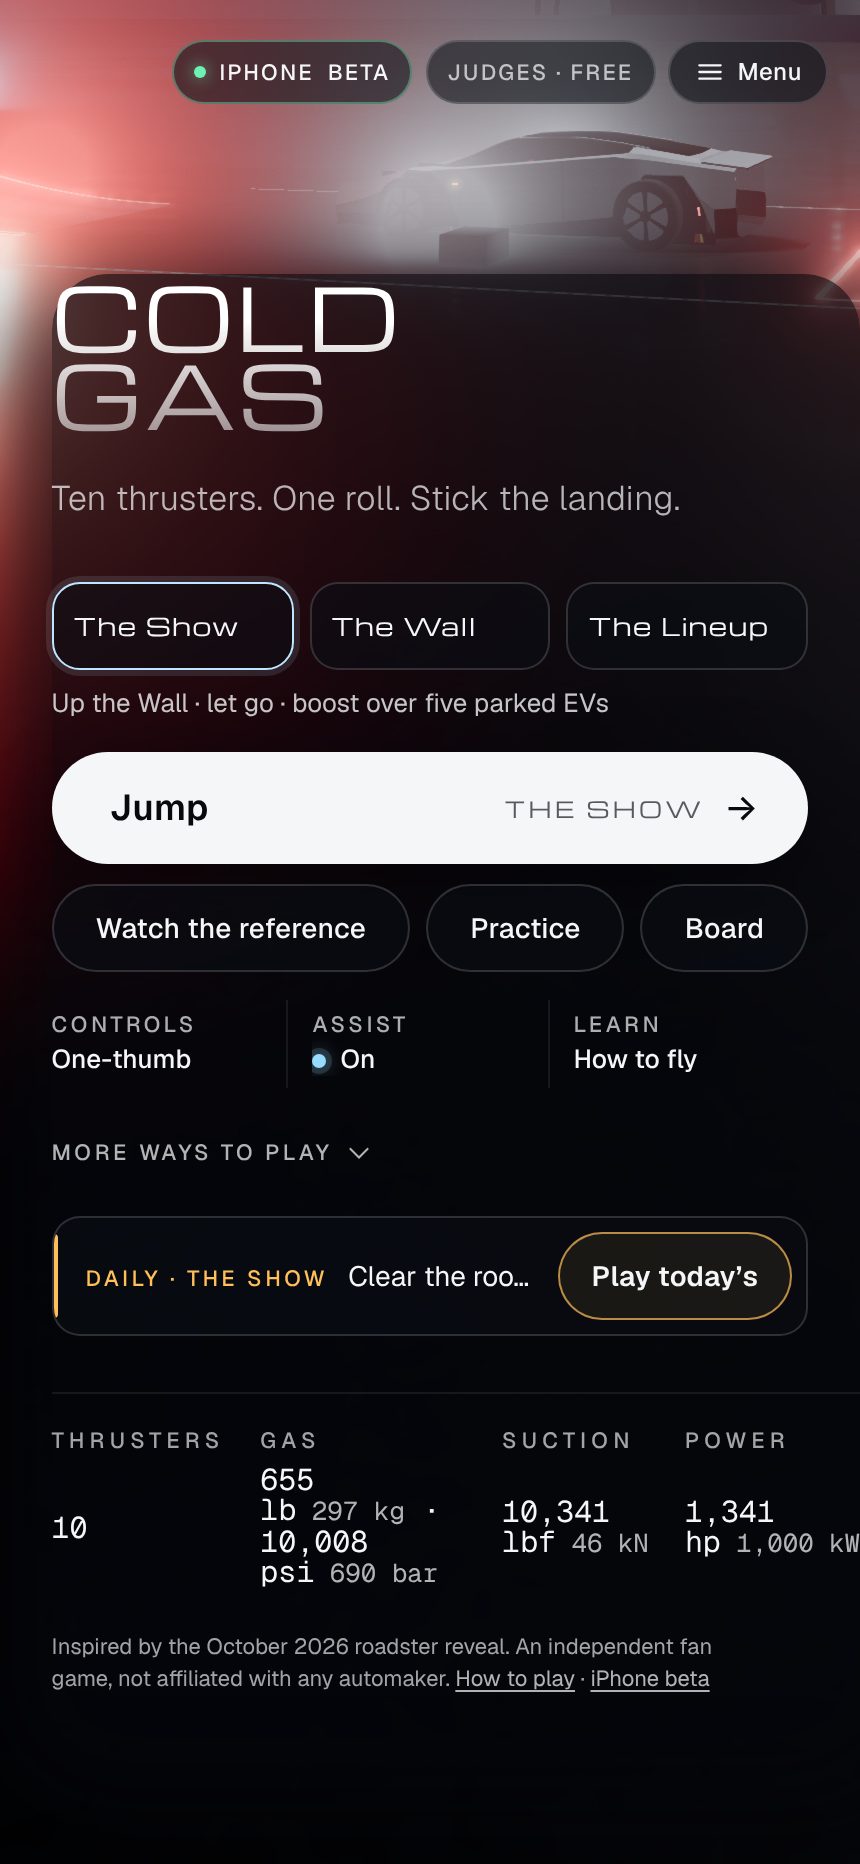 IPHONE BETA
JUDGES · FREE
Menu
COLD
GAS
Ten thrusters. One roll. Stick the landing.
The Show
The Wall
The Lineup
Up the Wall · let go · boost over five parked EVs
Jump
THE SHOW
Watch the reference
Practice
Board
CONTROLS
One-thumb
ASSIST
On
LEARN
How to fly
MORE WAYS TO PLAY
DAILY · THE SHOW
Clear the roo...
Play today's
THRUSTERS
10
GAS
655
lb 297 kg ·
10,008
psi 690 bar
SUCTION
10,341
lbf 46 kN
POWER
1,341
hp 1,000 kW
Inspired by the October 2026 roadster reveal. An independent fan
game, not affiliated with any automaker. How to play · iPhone beta